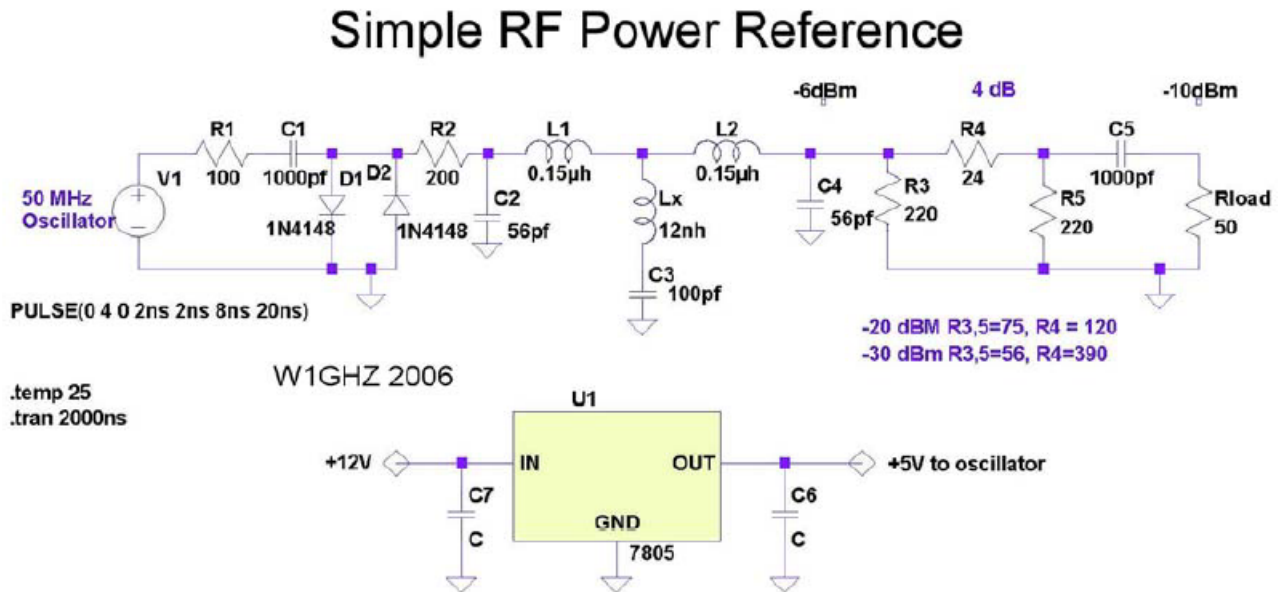 Simple RF Power Reference
-6dBm
4 dB
-10dBm
R1
C1
R2
L1
L2
R4
C5
V1
100
1000pf
D1
D2
200
0.15µh
0.15µh
24
1000pf
50 MHz
Oscillator
C2
Lx
C4
R3
R5
Rload
1N4148
1N4148
56pf
12nh
56pf
220
220
50
C3
100pf
PULSE(0 4 0 2ns 2ns 8ns 20ns)
-20 dBM R3,5=75, R4 = 120
-30 dBm R3,5=56, R4=390
W1GHZ 2006
.temp 25
.tran 2000ns
U1
+12V
IN
OUT
+5V to oscillator
C7
C6
GND
C
7805
C